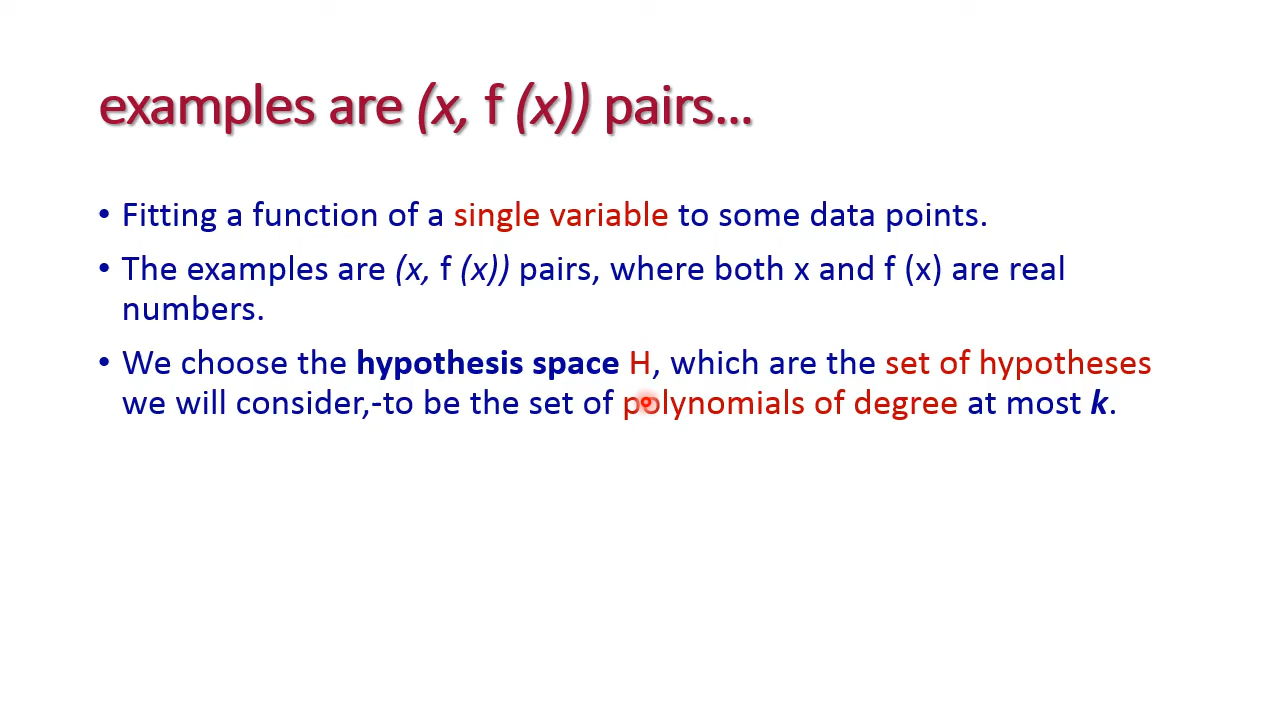 examples are (x, f (x)) pairs...
• Fitting a function of a single variable to some data points.
• The examples are (x, f (x)) pairs, where both x and f (x) are real
numbers.
• We choose the hypothesis space H, which are the set of hypotheses
we will consider,-to be the set of polynomials of degree at most k.